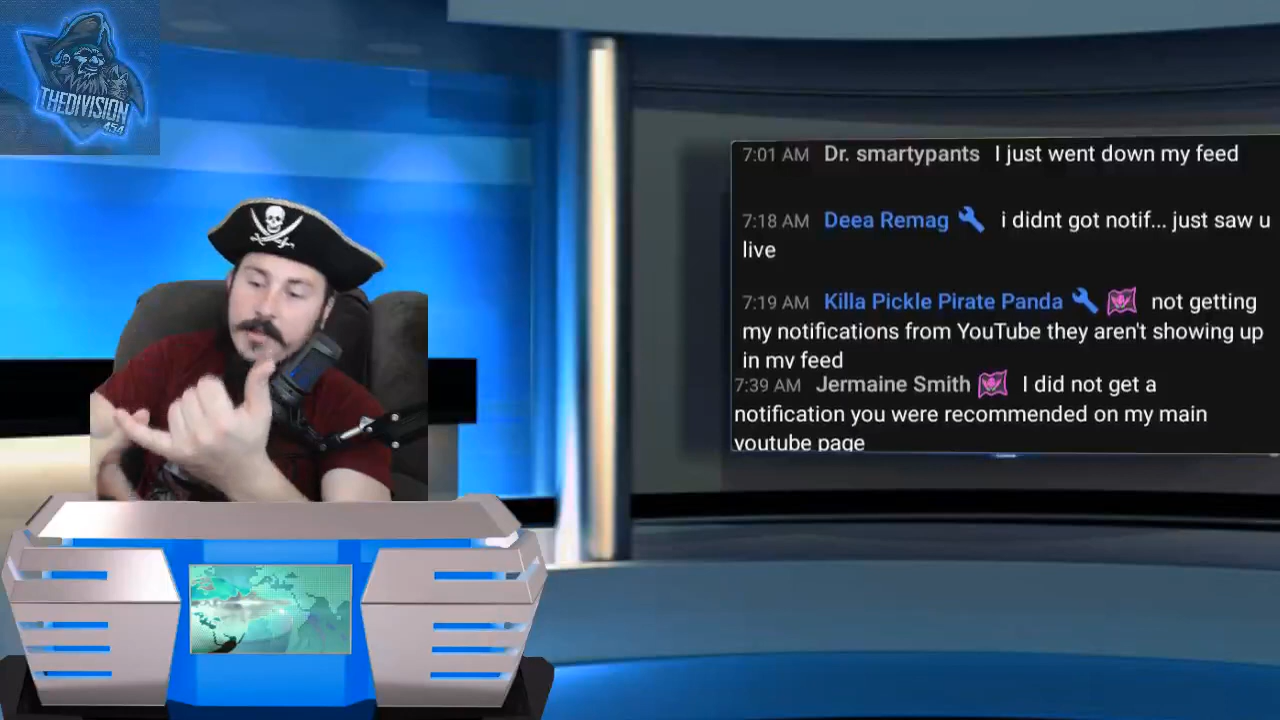 THEDIVISION
454
7:01 AM Dr. smartypants I just went down my feed
7:18 AM Deea Remag i didnt got notif... just saw u
live
7:19 AM Killa Pickle Pirate Panda not getting
my notifications from YouTube they aren't showing up
in my feed
7:39 AM Jermaine Smith I did not get a
notification you were recommended on my main
youtube page